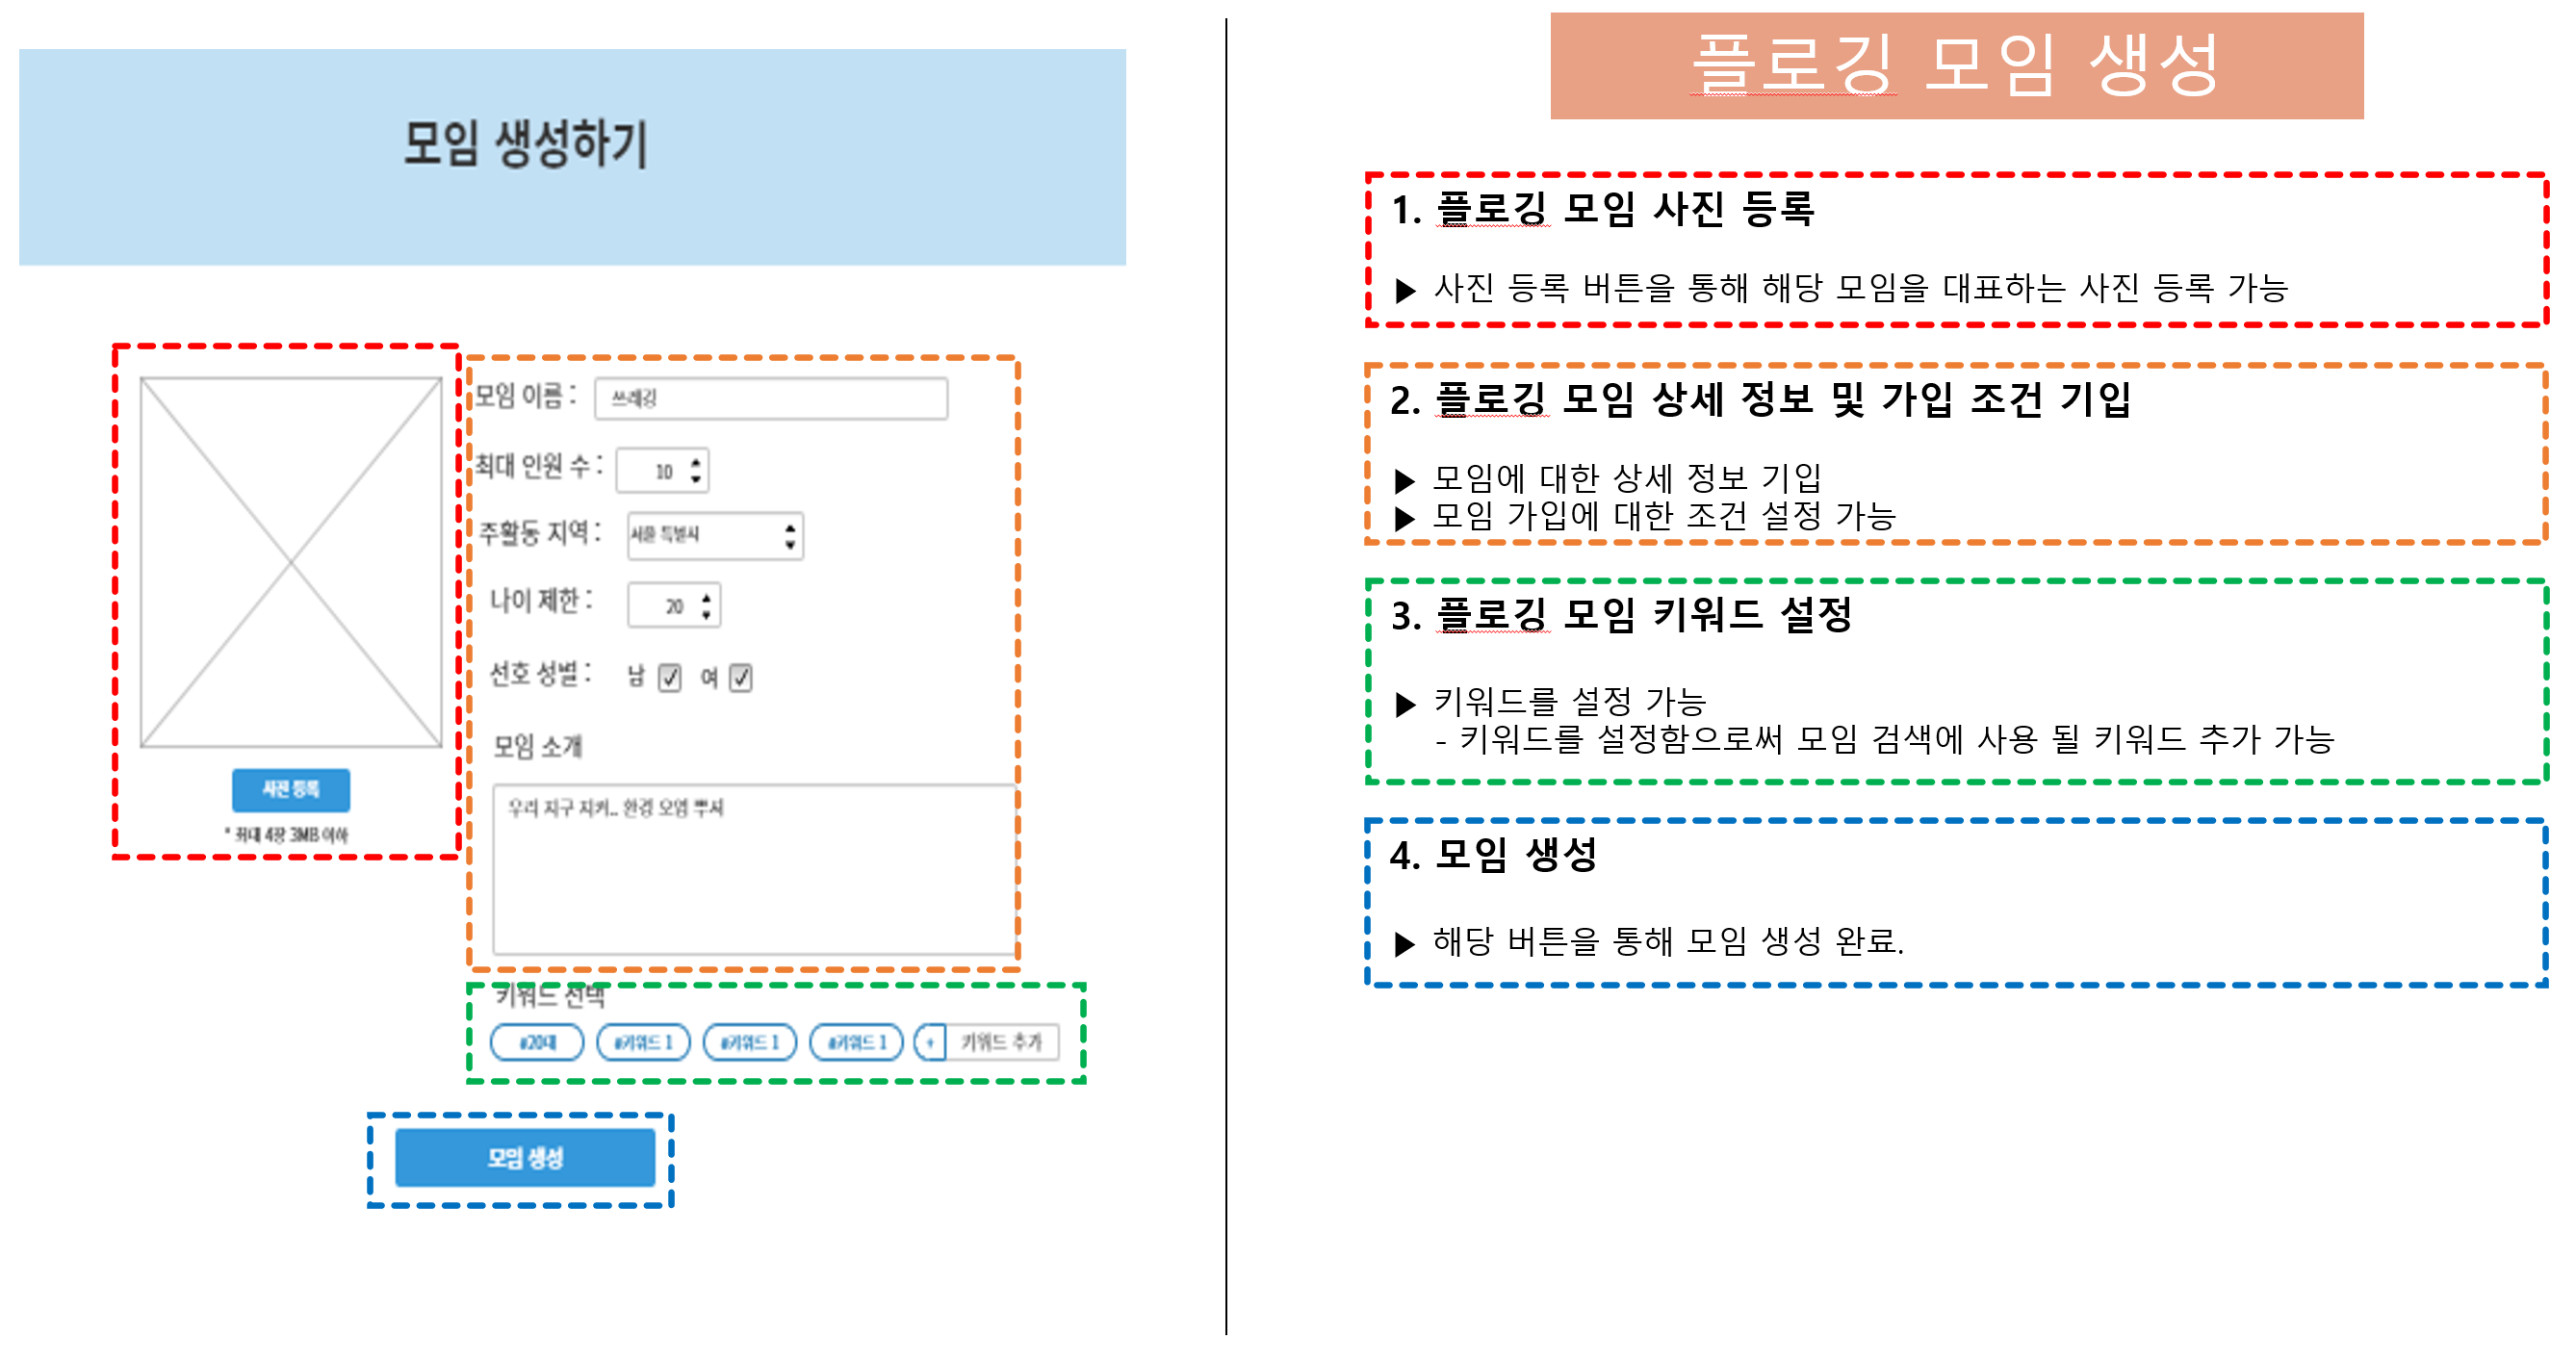 모임 생성하기
모임 이름 : 쓰레깅
최대 인원 수 : 10
주활동 지역 : 서울 특별시
나이 제한 : 20
선호 성별 : 남 여
모임 소개
우리 지구 지켜.. 환경 오염 뿌셔
사진 등록
* 최대 4장 3MB 이하
키워드 선택
#20대 #키워드 1 #키워드 1 #키워드 1 + 키워드 추가
모임 생성
플로깅 모임 생성
1. 플로깅 모임 사진 등록
▶ 사진 등록 버튼을 통해 해당 모임을 대표하는 사진 등록 가능
2. 플로깅 모임 상세 정보 및 가입 조건 기입
▶ 모임에 대한 상세 정보 기입
▶ 모임 가입에 대한 조건 설정 가능
3. 플로깅 모임 키워드 설정
▶ 키워드를 설정 가능
- 키워드를 설정함으로써 모임 검색에 사용 될 키워드 추가 가능
4. 모임 생성
▶ 해당 버튼을 통해 모임 생성 완료.